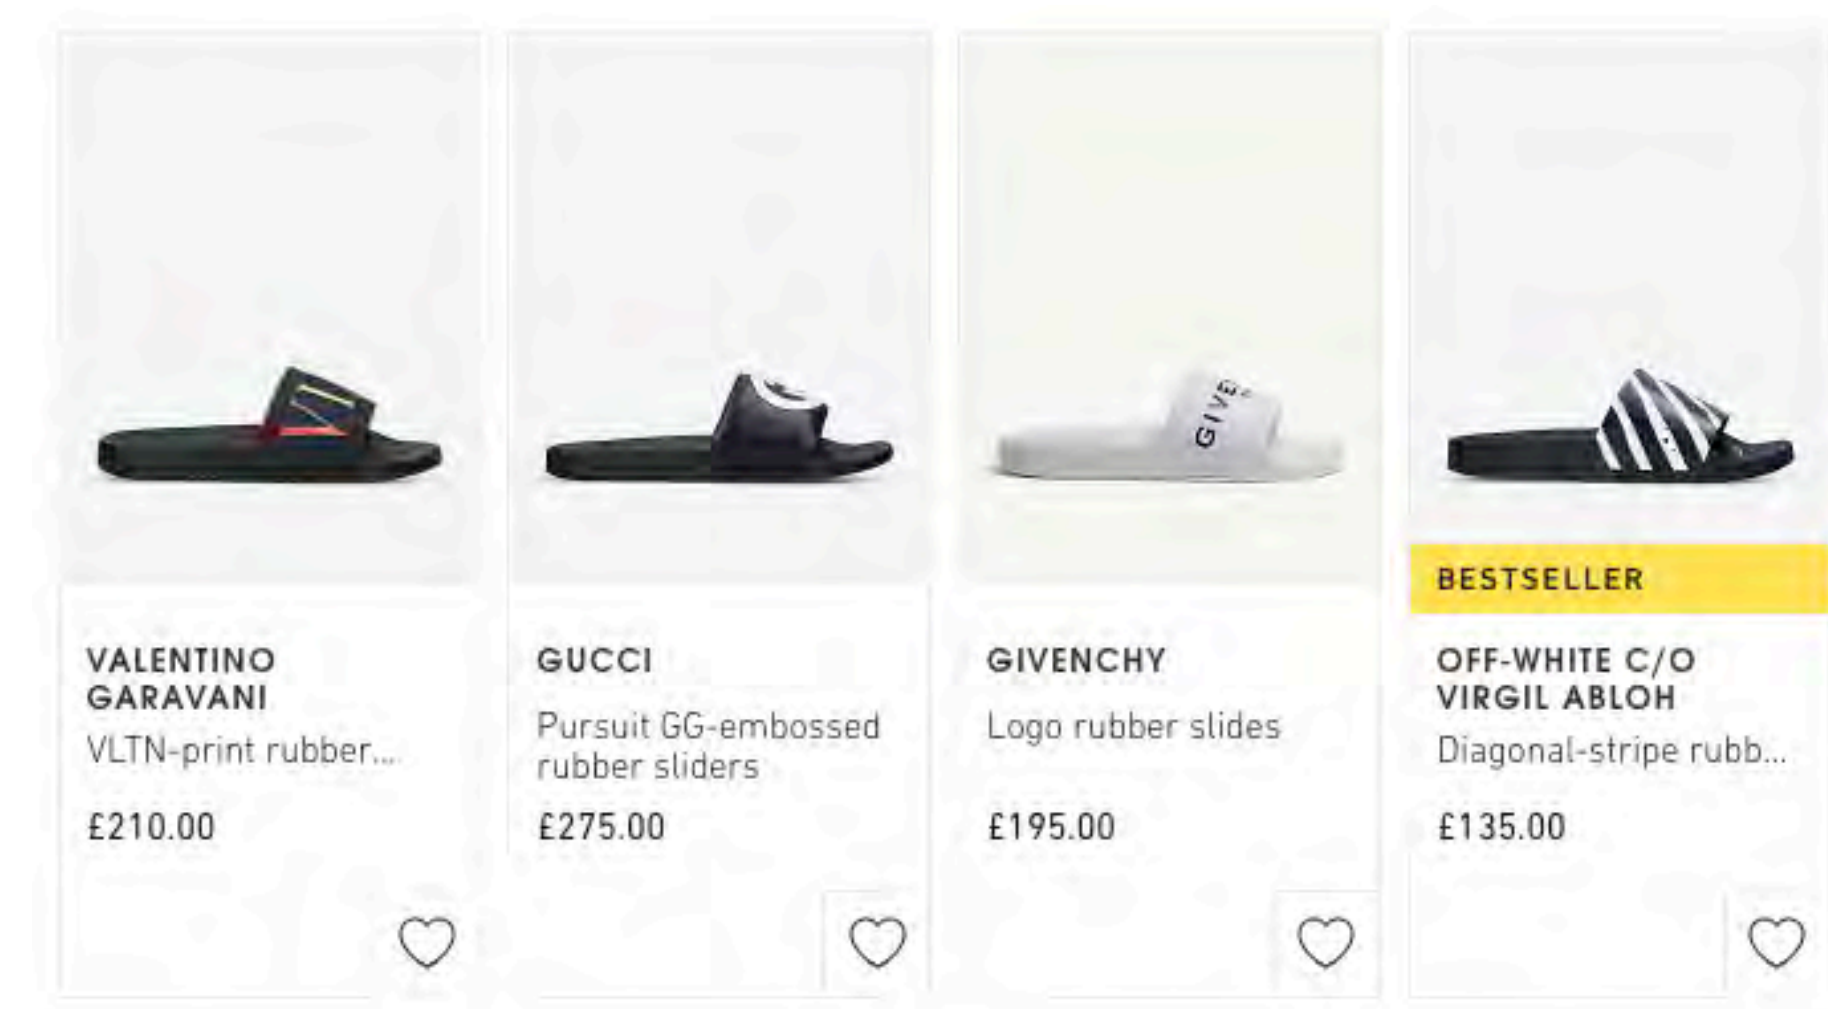 GIVE
BESTSELLER
VALENTINO
GARAVANI
VLTN-print rubber...
£210.00
GUCCI
Pursuit GG-embossed
rubber sliders
£275.00
GIVENCHY
Logo rubber slides
£195.00
OFF-WHITE C/O
VIRGIL ABLOH
Diagonal-stripe rubb...
£135.00